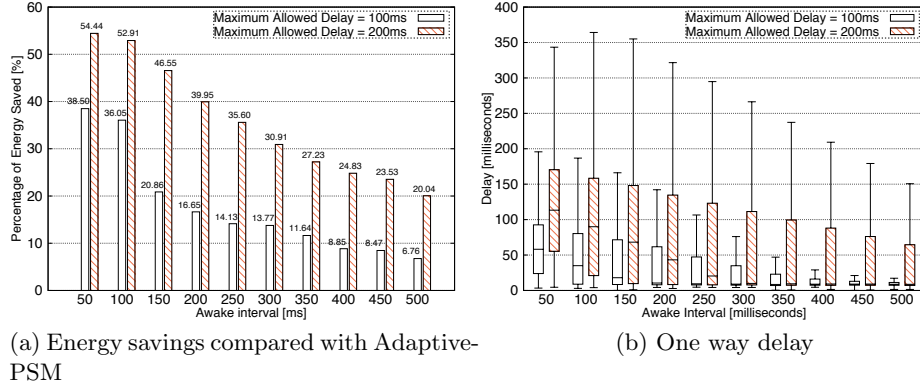 Maximum Allowed Delay = 100ms
Maximum Allowed Delay = 200ms
Percentage of Energy Saved [%]
60
50
40
30
20
10
0
38.50 54.44
36.05 52.91
20.86 46.55
16.65 39.95
14.13 35.60
13.77 30.91
11.64 27.23
8.85 24.83
8.47 23.53
6.76 20.04
50 100 150 200 250 300 350 400 450 500
Awake interval [ms]
(a) Energy savings compared with Adaptive-
PSM
Maximum Allowed Delay = 100ms
Maximum Allowed Delay = 200ms
Delay [milliseconds]
400
350
300
250
200
150
100
50
0
50 100 150 200 250 300 350 400 450 500
Awake Interval [milliseconds]
(b) One way delay